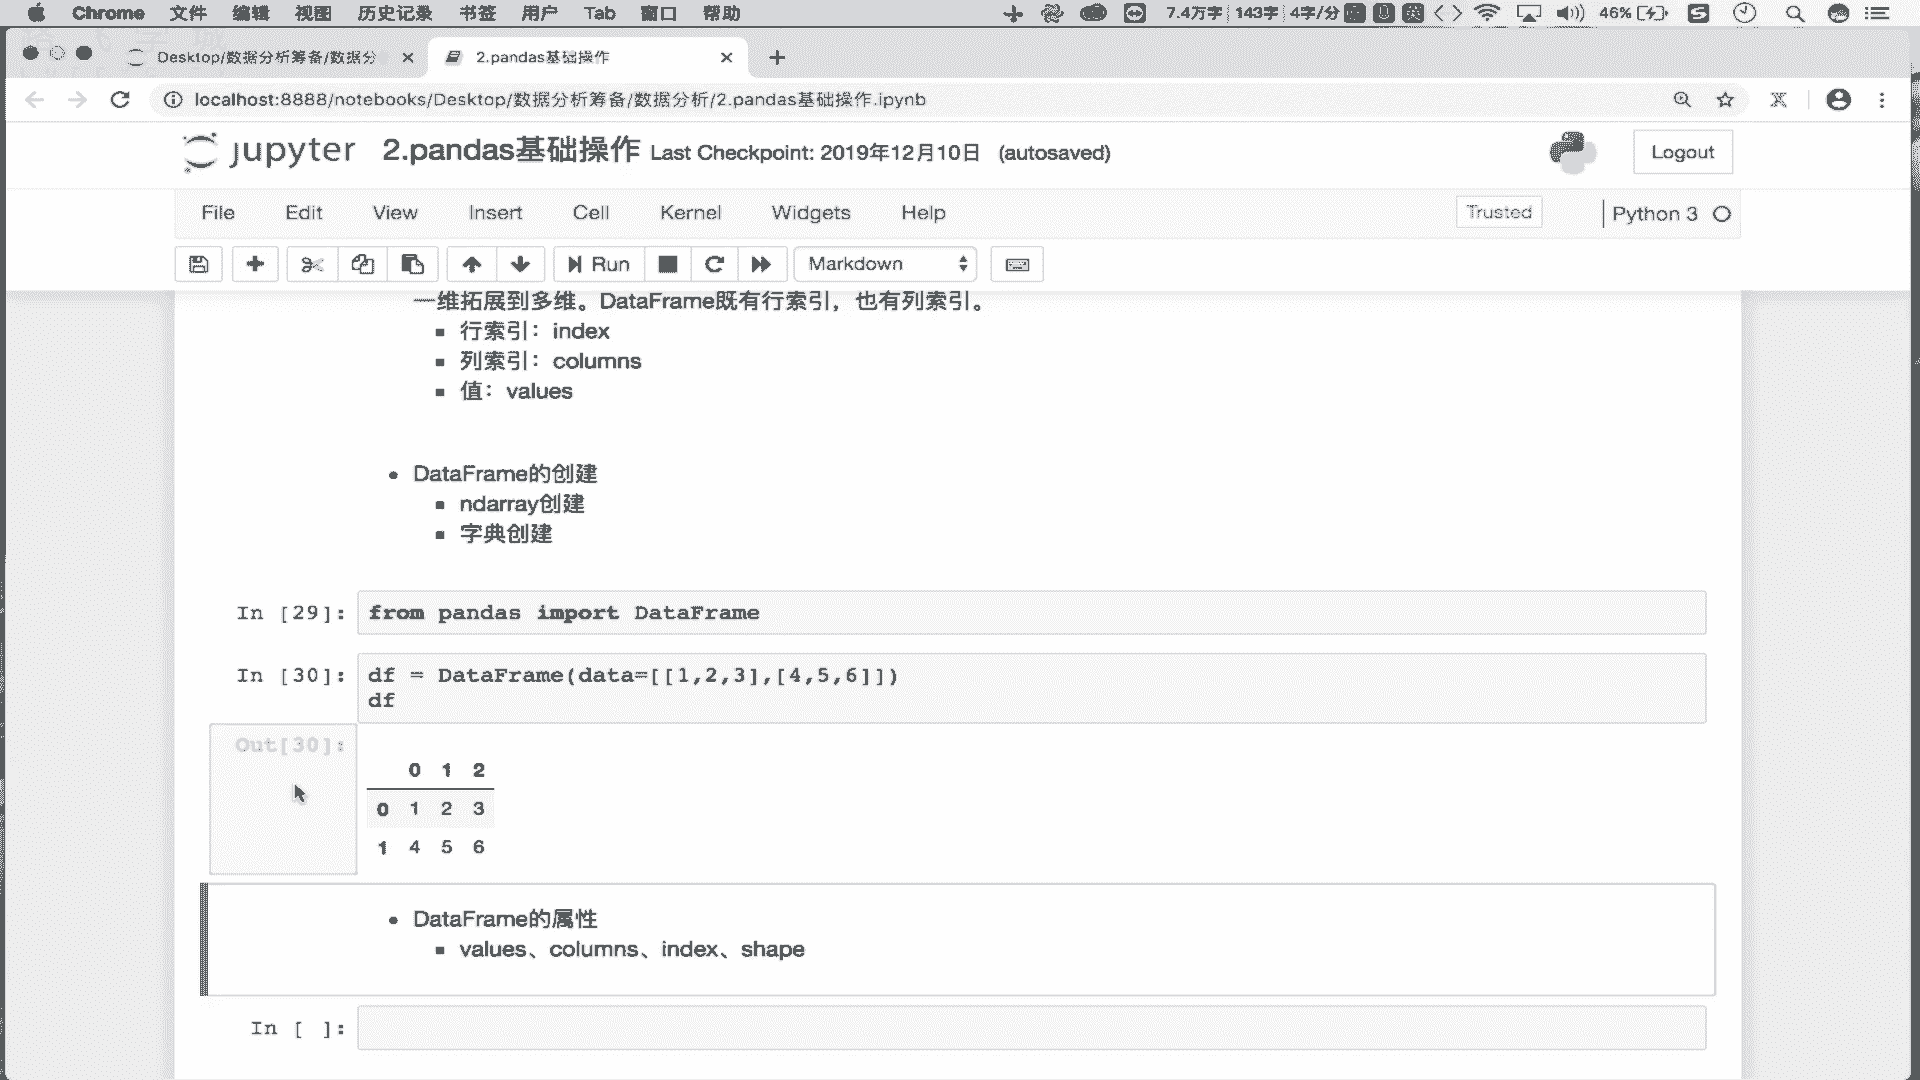 Chrome 文件 编辑 视图 历史记录 书签 用户 Tab 窗口 帮助 7.4万字 143字 4字/分 英 46%
Desktop/数据分析筹备/数据分 2.pandas基础操作
localhost:8888/notebooks/Desktop/数据分析筹备/数据分析/2.pandas基础操作.ipynb
jupyter 2.pandas基础操作 Last Checkpoint: 2019年12月10日 (autosaved) Logout
File Edit View Insert Cell Kernel Widgets Help Trusted Python 3
Run Markdown
一维拓展到多维。DataFrame既有行索引，也有列索引。
行索引：index
列索引：columns
值：values
DataFrame的创建
ndarray创建
字典创建
In [29]: from pandas import DataFrame
In [30]: df = DataFrame(data=[[1,2,3],[4,5,6]])
df
Out[30]:
0 1 2
0 1 2 3
1 4 5 6
DataFrame的属性
values、columns、index、shape
In [ ]: